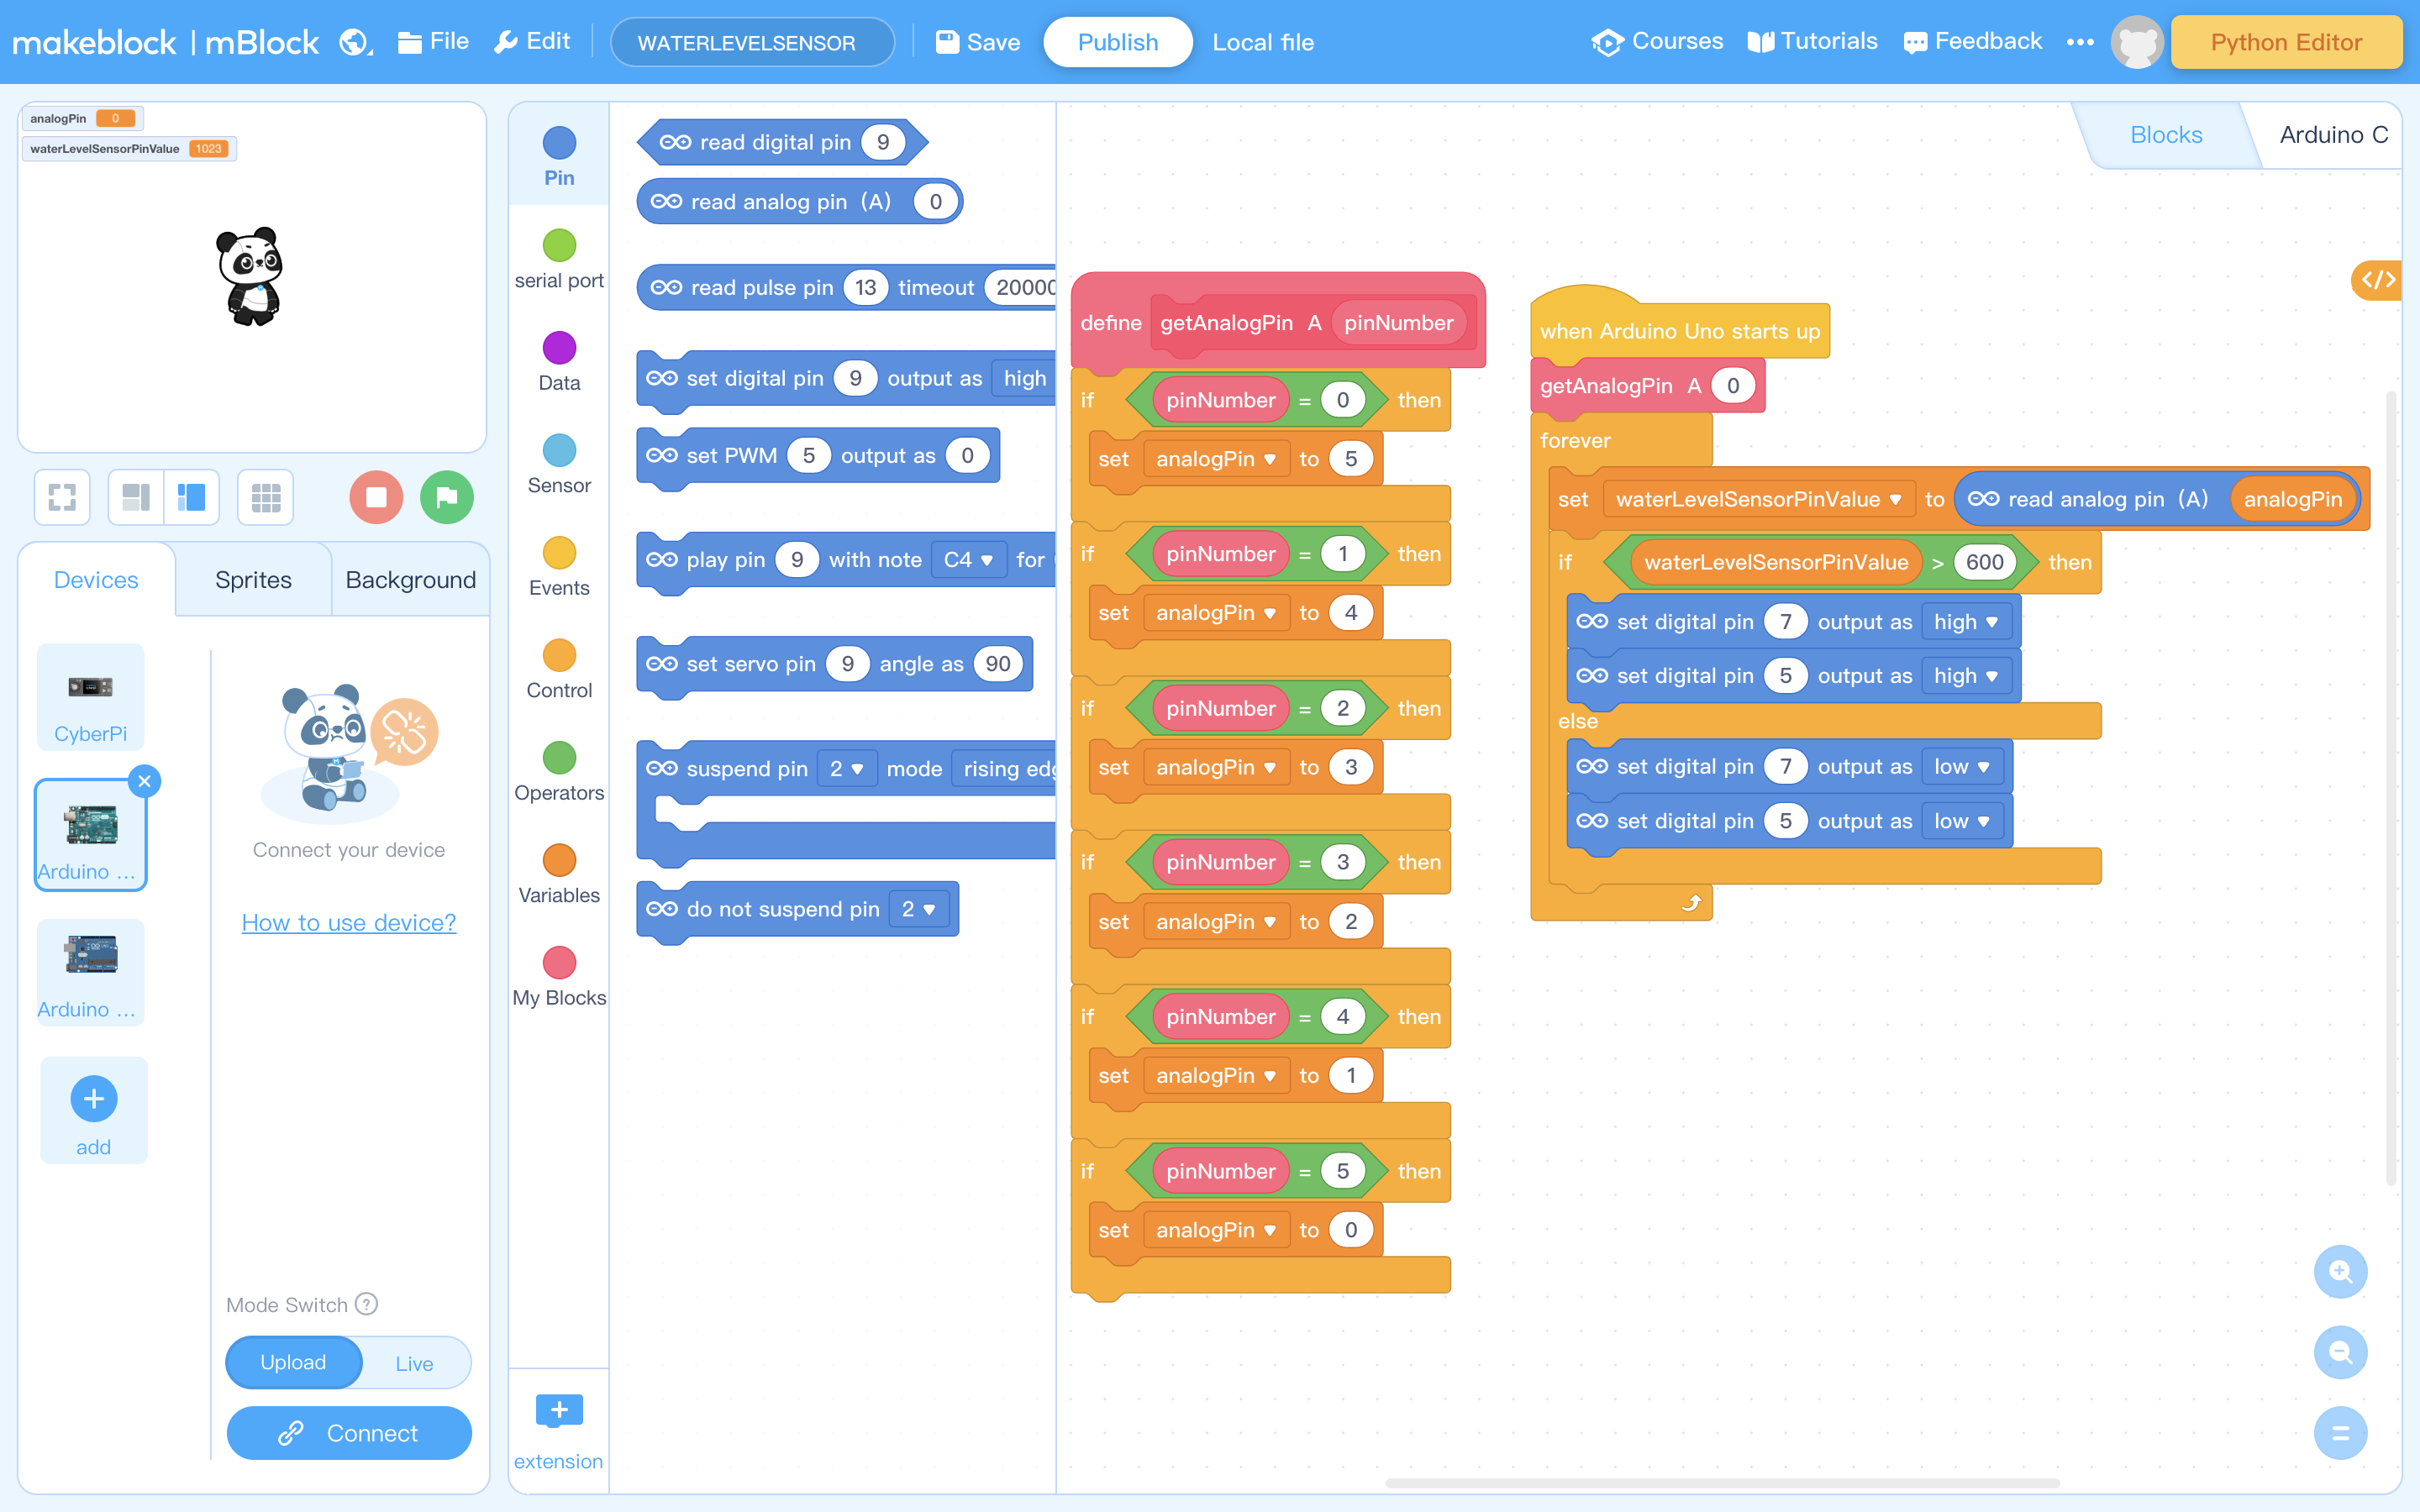 makeblock | mBlock File Edit WATERLEVELSENSOR Save Publish Local file Courses Tutorials Feedback Python Editor
analogPin 0
waterLevelSensorPinValue 1023
Devices Sprites Background
CyberPi
Arduino ...
Arduino ...
add
Connect your device
How to use device?
Mode Switch ?
Upload Live
Connect
Pin
serial port
Data
Sensor
Events
Control
Operators
Variables
My Blocks
extension
read digital pin 9
read analog pin (A) 0
read pulse pin 13 timeout 20000
set digital pin 9 output as high
set PWM 5 output as 0
play pin 9 with note C4 for
set servo pin 9 angle as 90
suspend pin 2 mode rising edg
do not suspend pin 2
Blocks Arduino C
</>
define getAnalogPin A pinNumber
if pinNumber = 0 then
set analogPin to 5
if pinNumber = 1 then
set analogPin to 4
if pinNumber = 2 then
set analogPin to 3
if pinNumber = 3 then
set analogPin to 2
if pinNumber = 4 then
set analogPin to 1
if pinNumber = 5 then
set analogPin to 0
when Arduino Uno starts up
getAnalogPin A 0
forever
set waterLevelSensorPinValue to read analog pin (A) analogPin
if waterLevelSensorPinValue > 600 then
set digital pin 7 output as high
set digital pin 5 output as high
else
set digital pin 7 output as low
set digital pin 5 output as low